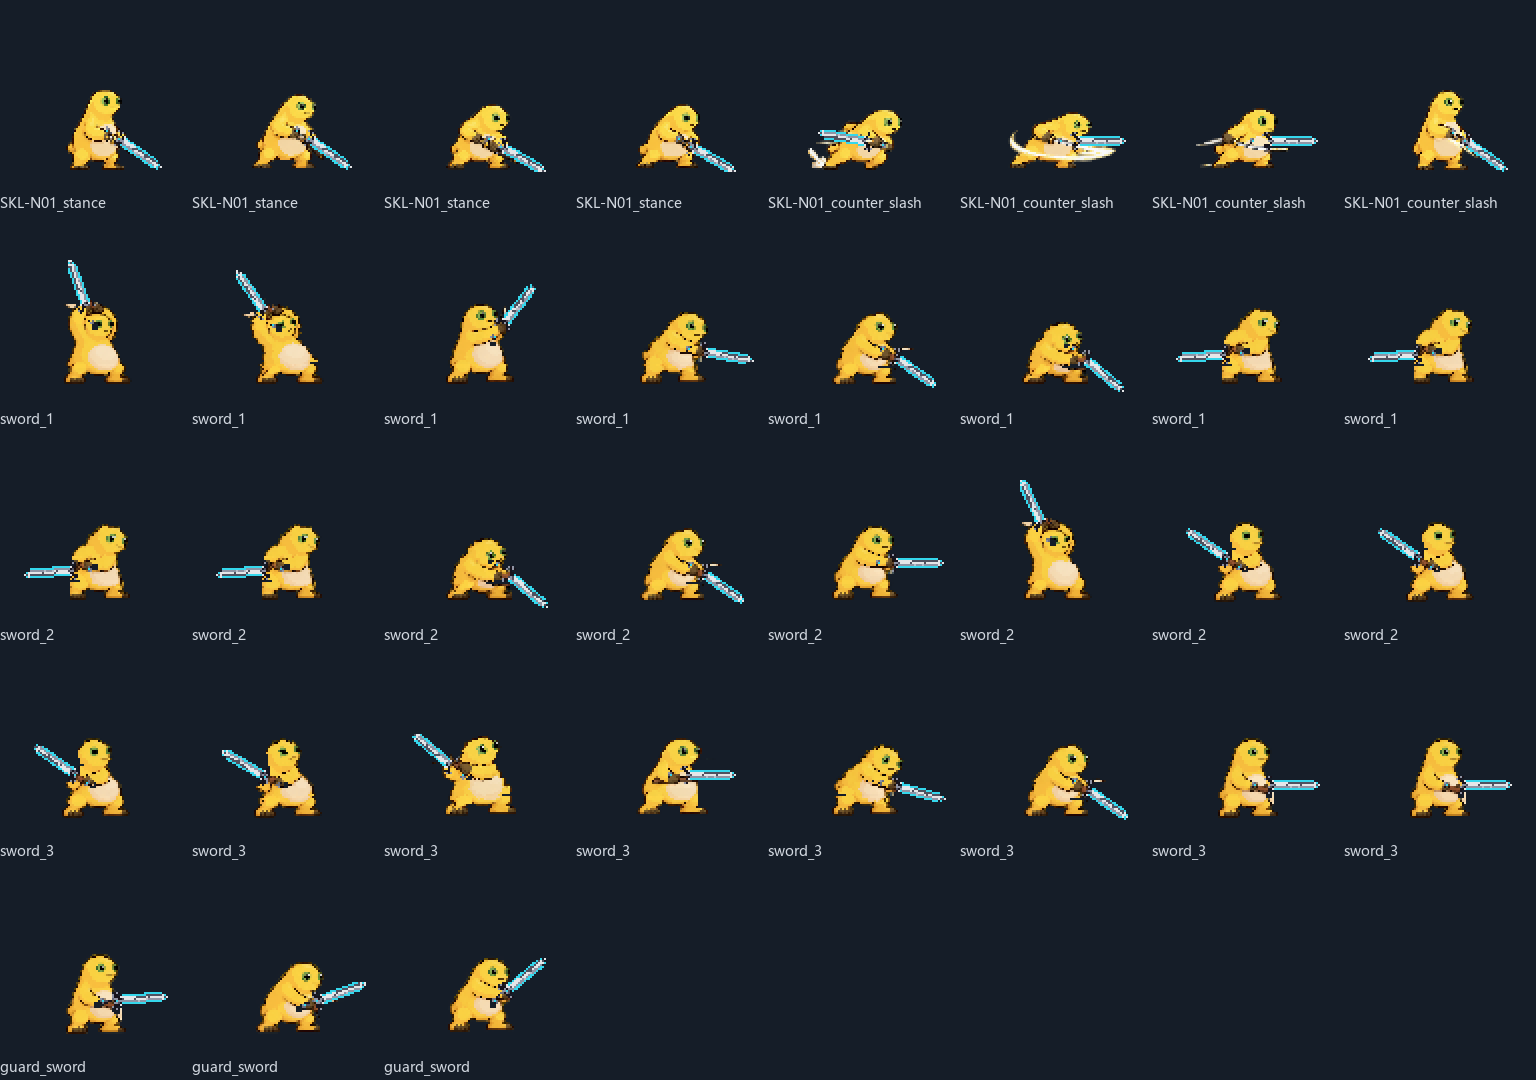 SKL-N01_stance SKL-N01_stance SKL-N01_stance SKL-N01_stance SKL-N01_counter_slash SKL-N01_counter_slash SKL-N01_counter_slash SKL-N01_counter_slash
sword_1 sword_1 sword_1 sword_1 sword_1 sword_1 sword_1 sword_1
sword_2 sword_2 sword_2 sword_2 sword_2 sword_2 sword_2 sword_2
sword_3 sword_3 sword_3 sword_3 sword_3 sword_3 sword_3 sword_3
guard_sword guard_sword guard_sword